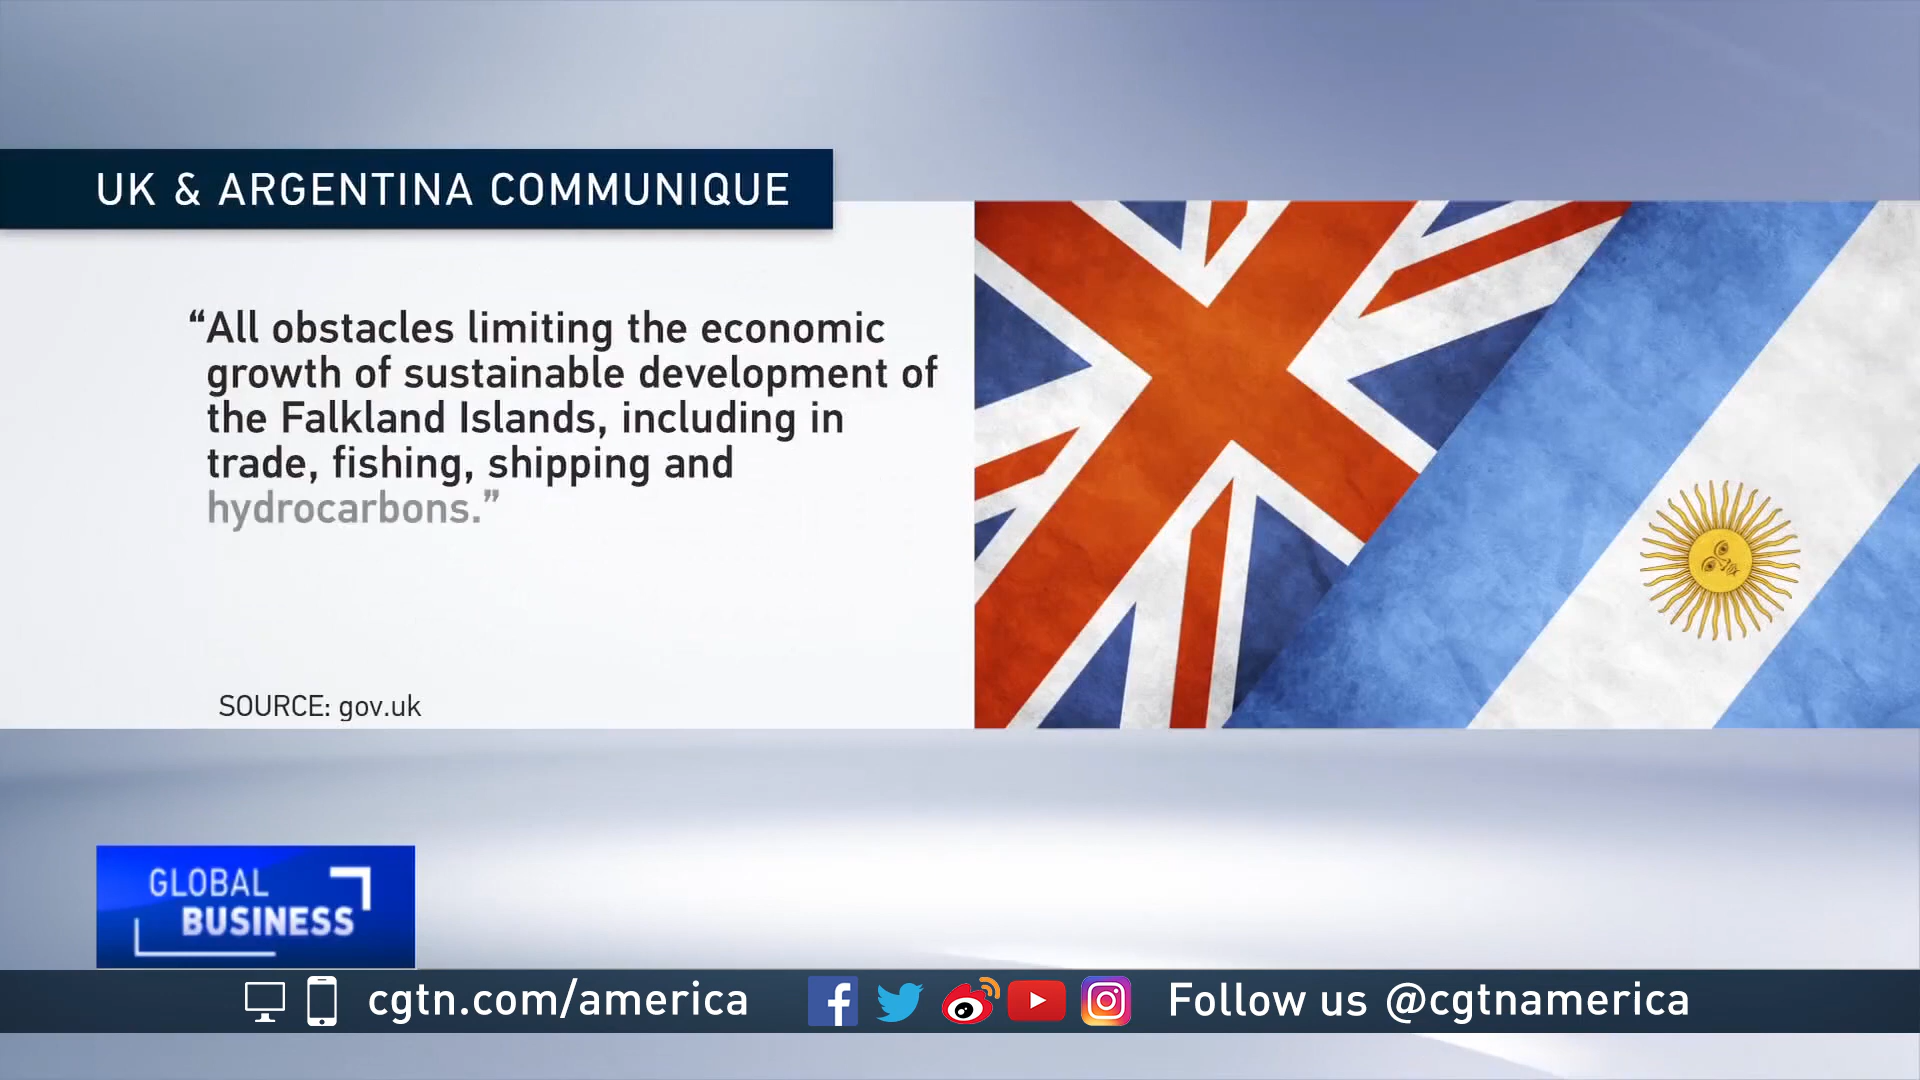 UK & ARGENTINA COMMUNIQUE
“All obstacles limiting the economic
growth of sustainable development of
the Falkland Islands, including in
trade, fishing, shipping and
hydrocarbons.”
SOURCE: gov.uk
GLOBAL
BUSINESS
cgtn.com/america Follow us @cgtnamerica